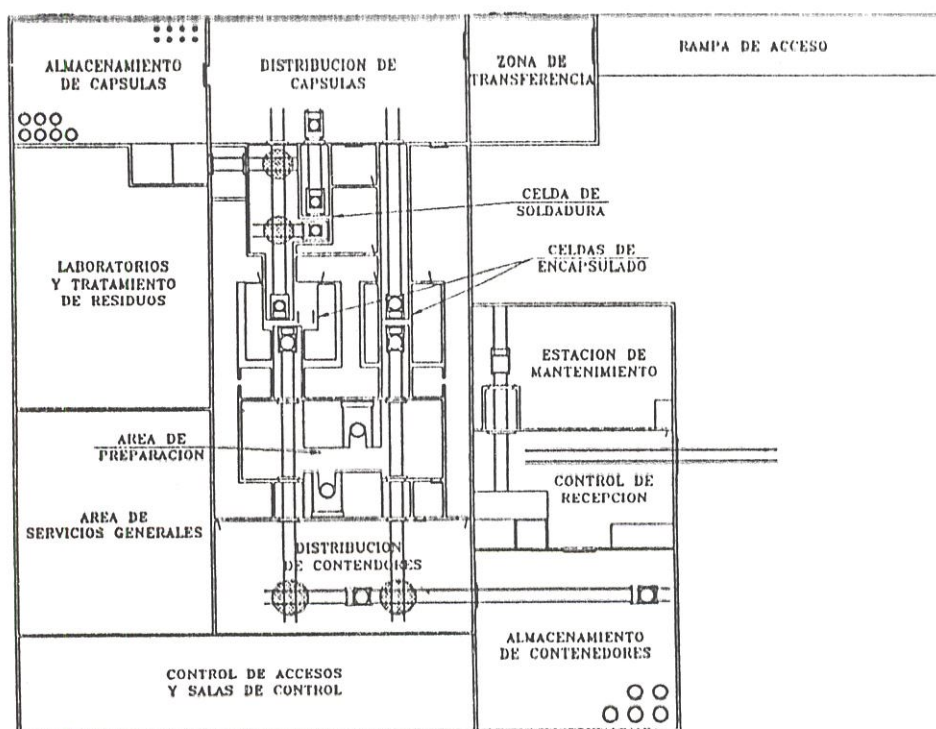 ALMACENAMIENTO
DE CAPSULAS
DISTRIBUCION DE
CAPSULAS
ZONA DE
TRANSFERENCIA
RAMPA DE ACCESO
CELDA DE
SOLDADURA
CELDAS DE
ENCAPSULADO
LABORATORIOS
Y TRATAMIENTO
DE RESIDUOS
ESTACION DE
MANTENIMIENTO
AREA DE
PREPARACION
CONTROL DE
RECEPCION
AREA DE
SERVICIOS GENERALES
DISTRIBUCION
DE CONTENDORES
ALMACENAMIENTO
DE CONTENEDORES
CONTROL DE ACCESOS
Y SALAS DE CONTROL